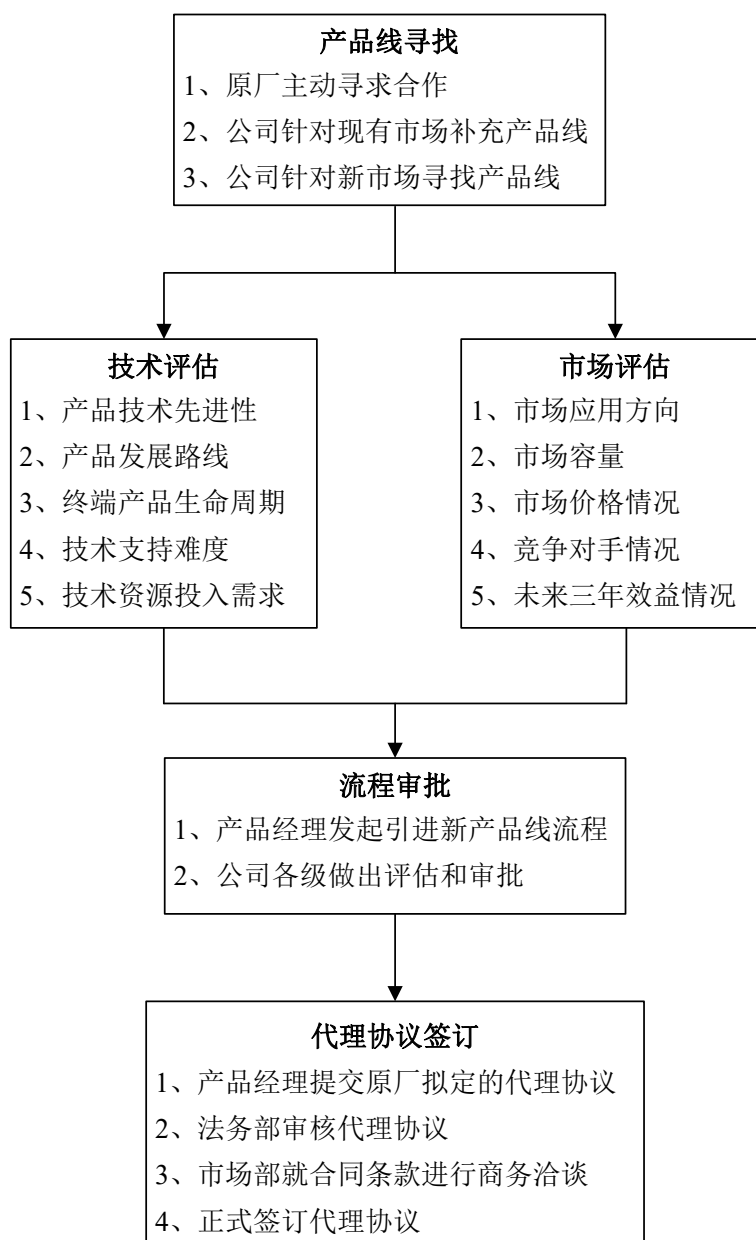 产品线寻找
1、原厂主动寻求合作
2、公司针对现有市场补充产品线
3、公司针对新市场寻找产品线
技术评估
1、产品技术先进性
2、产品发展路线
3、终端产品生命周期
4、技术支持难度
5、技术资源投入需求
市场评估
1、市场应用方向
2、市场容量
3、市场价格情况
4、竞争对手情况
5、未来三年效益情况
流程审批
1、产品经理发起引进新产品线流程
2、公司各级做出评估和审批
代理协议签订
1、产品经理提交原厂拟定的代理协议
2、法务部审核代理协议
3、市场部就合同条款进行商务洽谈
4、正式签订代理协议